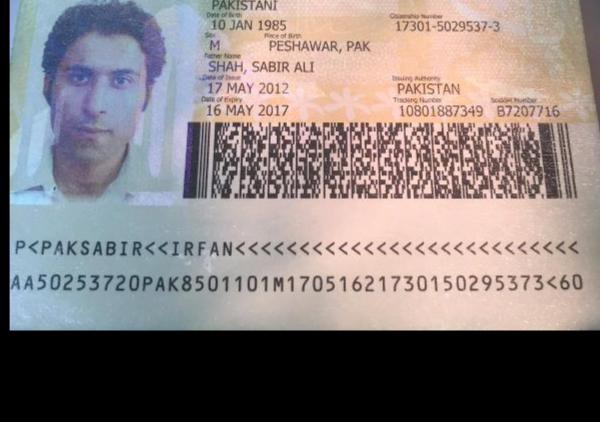 PAKISTANI
Date of Birth Citizenship Number
10 JAN 1985 17301-5029537-3
Sex Place of Birth
M PESHAWAR, PAK
Father Name
SHAH, SABIR ALI
Date of Issue Issuing Authority
17 MAY 2012 PAKISTAN
Date of Expiry Tracking Number Booklet Number
16 MAY 2017 10801887349 B7207716
P<PAKSABIR<<IRFAN<<<<<<<<<<<<<<<<<<<<<<<<<<<
AA50253720PAK8501101M17051621730150295373<60